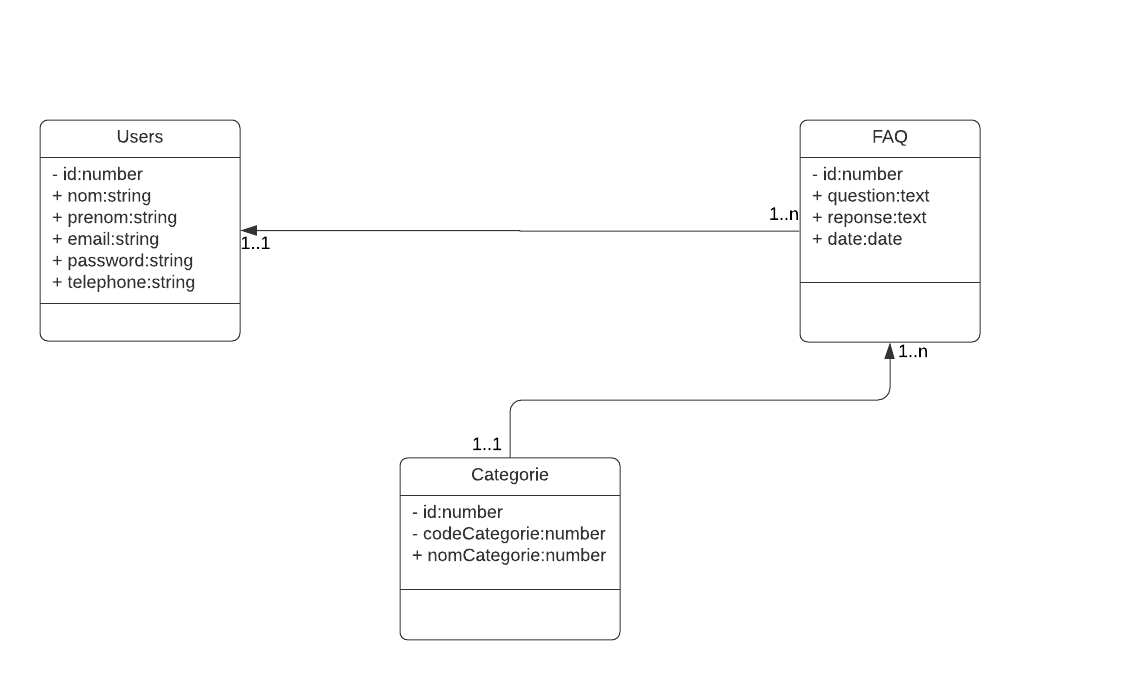 Users
- id:number
+ nom:string
+ prenom:string
+ email:string
+ password:string
+ telephone:string
1..1
1..n
FAQ
- id:number
+ question:text
+ reponse:text
+ date:date
1..n
1..1
Categorie
- id:number
- codeCategorie:number
+ nomCategorie:number